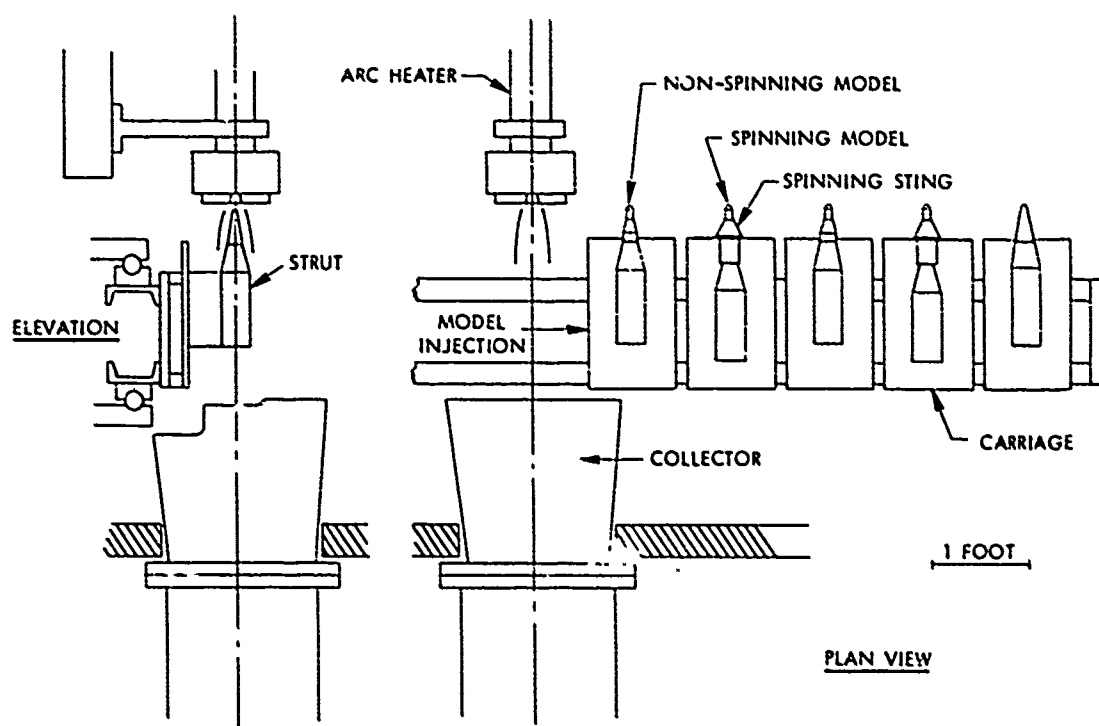 ARC HEATER
NON-SPINNING MODEL
SPINNING MODEL
SPINNING STING
STRUT
ELEVATION
MODEL
INJECTION
CARRIAGE
COLLECTOR
1 FOOT
PLAN VIEW